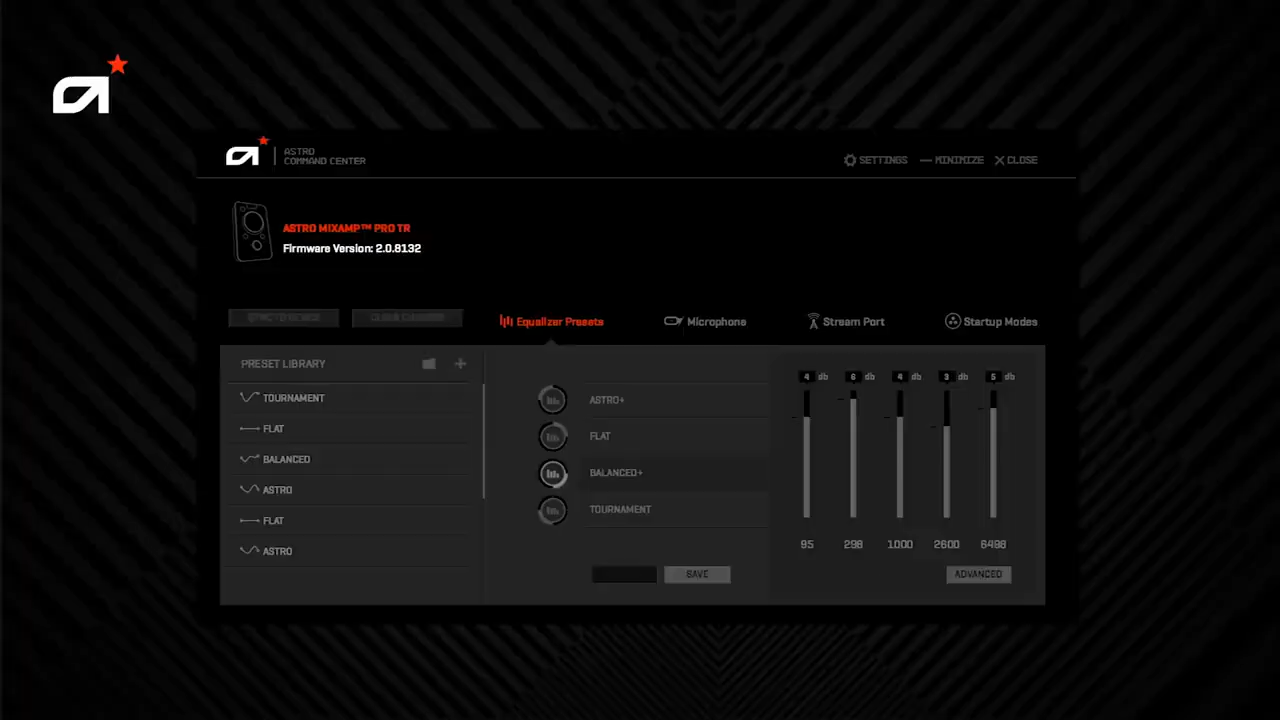 ASTRO
COMMAND CENTER
SETTINGS MINIMIZE CLOSE
ASTRO MIXAMP™ PRO TR
Firmware Version: 2.0.8132
Equalizer Presets Microphone Stream Port Startup Modes
PRESET LIBRARY
TOURNAMENT
FLAT
BALANCED
ASTRO
FLAT
ASTRO
ASTRO+
FLAT
BALANCED+
TOURNAMENT
SAVE
4 db 6 db 4 db 3 db 5 db
95 298 1000 2600 6498
ADVANCED